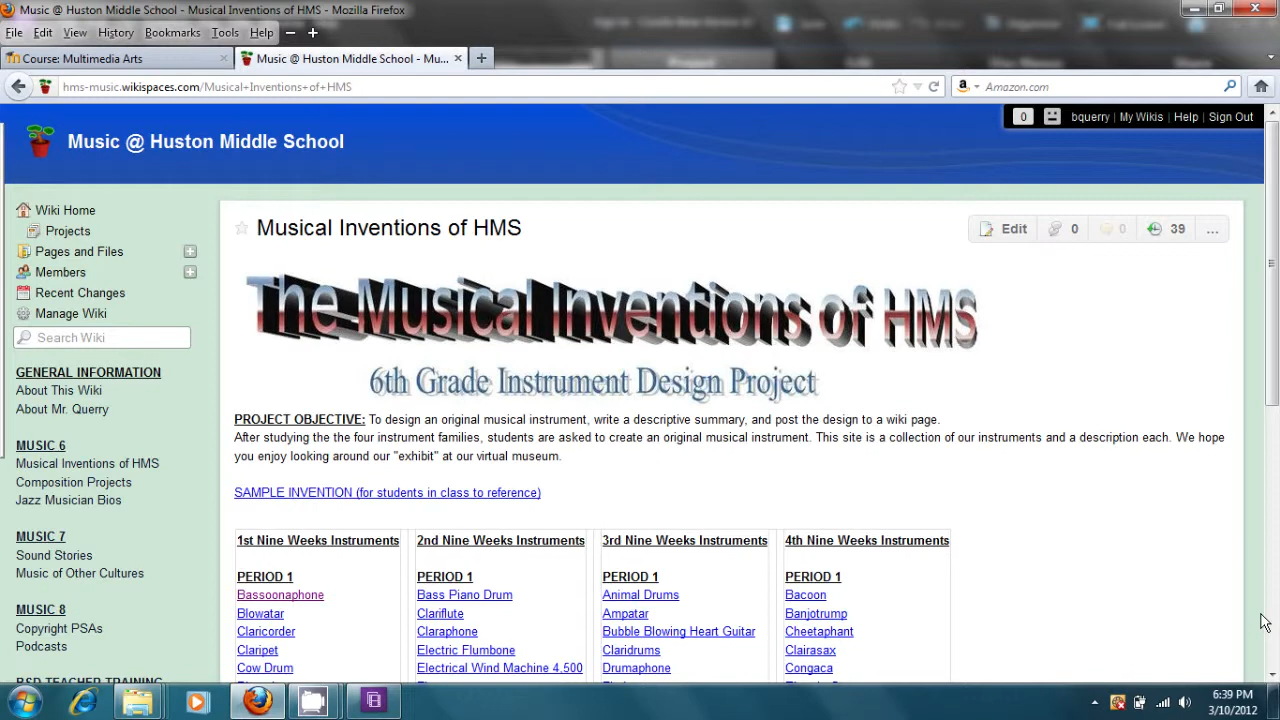 Music @ Huston Middle School - Musical Inventions of HMS - Mozilla Firefox
File Edit View History Bookmarks Tools Help
Course: Multimedia Arts
Music @ Huston Middle School - Mu...
hms-music.wikispaces.com/Musical+Inventions+of+HMS
Amazon.com
0 bquerry | My Wikis | Help | Sign Out
Music @ Huston Middle School
Wiki Home
Projects
Pages and Files
Members
Recent Changes
Manage Wiki
Search Wiki
GENERAL INFORMATION
About This Wiki
About Mr. Querry
MUSIC 6
Musical Inventions of HMS
Composition Projects
Jazz Musician Bios
MUSIC 7
Sound Stories
Music of Other Cultures
MUSIC 8
Copyright PSAs
Podcasts
BSD TEACHER TRAINING
Musical Inventions of HMS
Edit 0 0 39 ...
The Musical Inventions of HMS
6th Grade Instrument Design Project
PROJECT OBJECTIVE: To design an original musical instrument, write a descriptive summary, and post the design to a wiki page.
After studying the the four instrument families, students are asked to create an original musical instrument. This site is a collection of our instruments and a description each. We hope
you enjoy looking around our "exhibit" at our virtual museum.
SAMPLE INVENTION (for students in class to reference)
1st Nine Weeks Instruments
PERIOD 1
Bassoonaphone
Blowatar
Claricorder
Claripet
Cow Drum
2nd Nine Weeks Instruments
PERIOD 1
Bass Piano Drum
Clariflute
Claraphone
Electric Flumbone
Electrical Wind Machine 4,500
3rd Nine Weeks Instruments
PERIOD 1
Animal Drums
Ampatar
Bubble Blowing Heart Guitar
Claridrums
Drumaphone
4th Nine Weeks Instruments
PERIOD 1
Bacoon
Banjotrump
Cheetaphant
Clairasax
Congaca
6:39 PM
3/10/2012